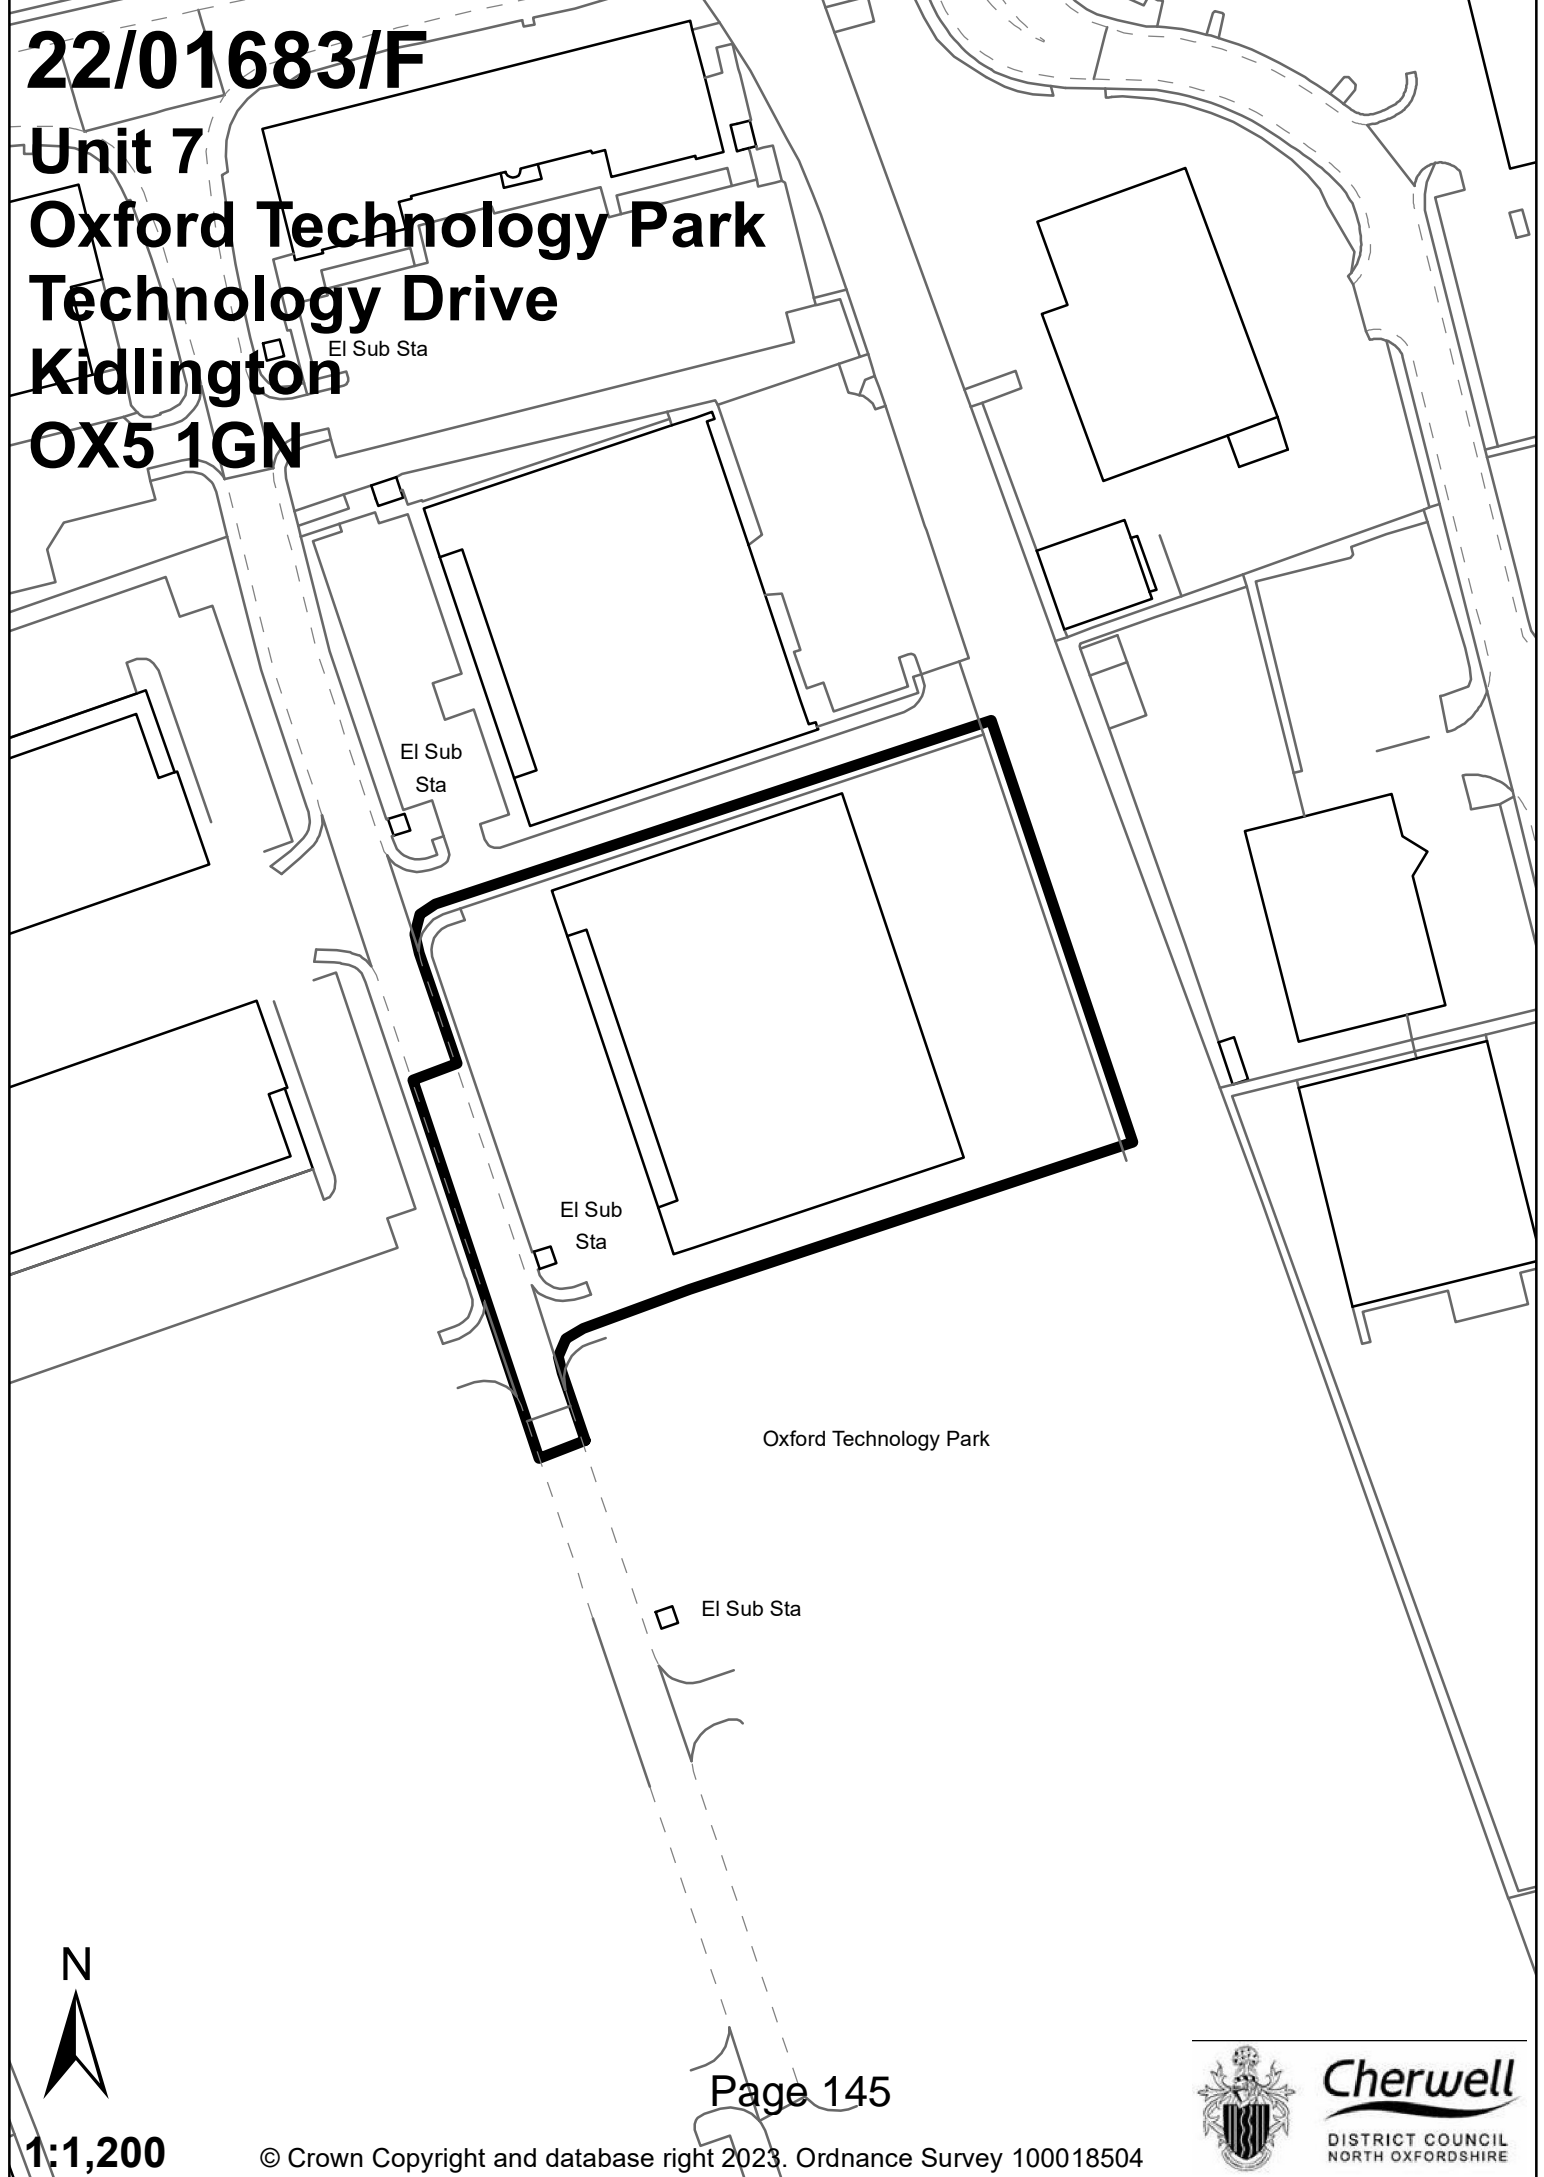 22/01683/F
Unit 7
Oxford Technology Park
Technology Drive
Kidlington
OX5 1GN
El Sub Sta
El Sub
Sta
El Sub
Sta
Oxford Technology Park
El Sub Sta
N
Page 145
1:1,200
© Crown Copyright and database right 2023. Ordnance Survey 100018504
Cherwell
DISTRICT COUNCIL
NORTH OXFORDSHIRE